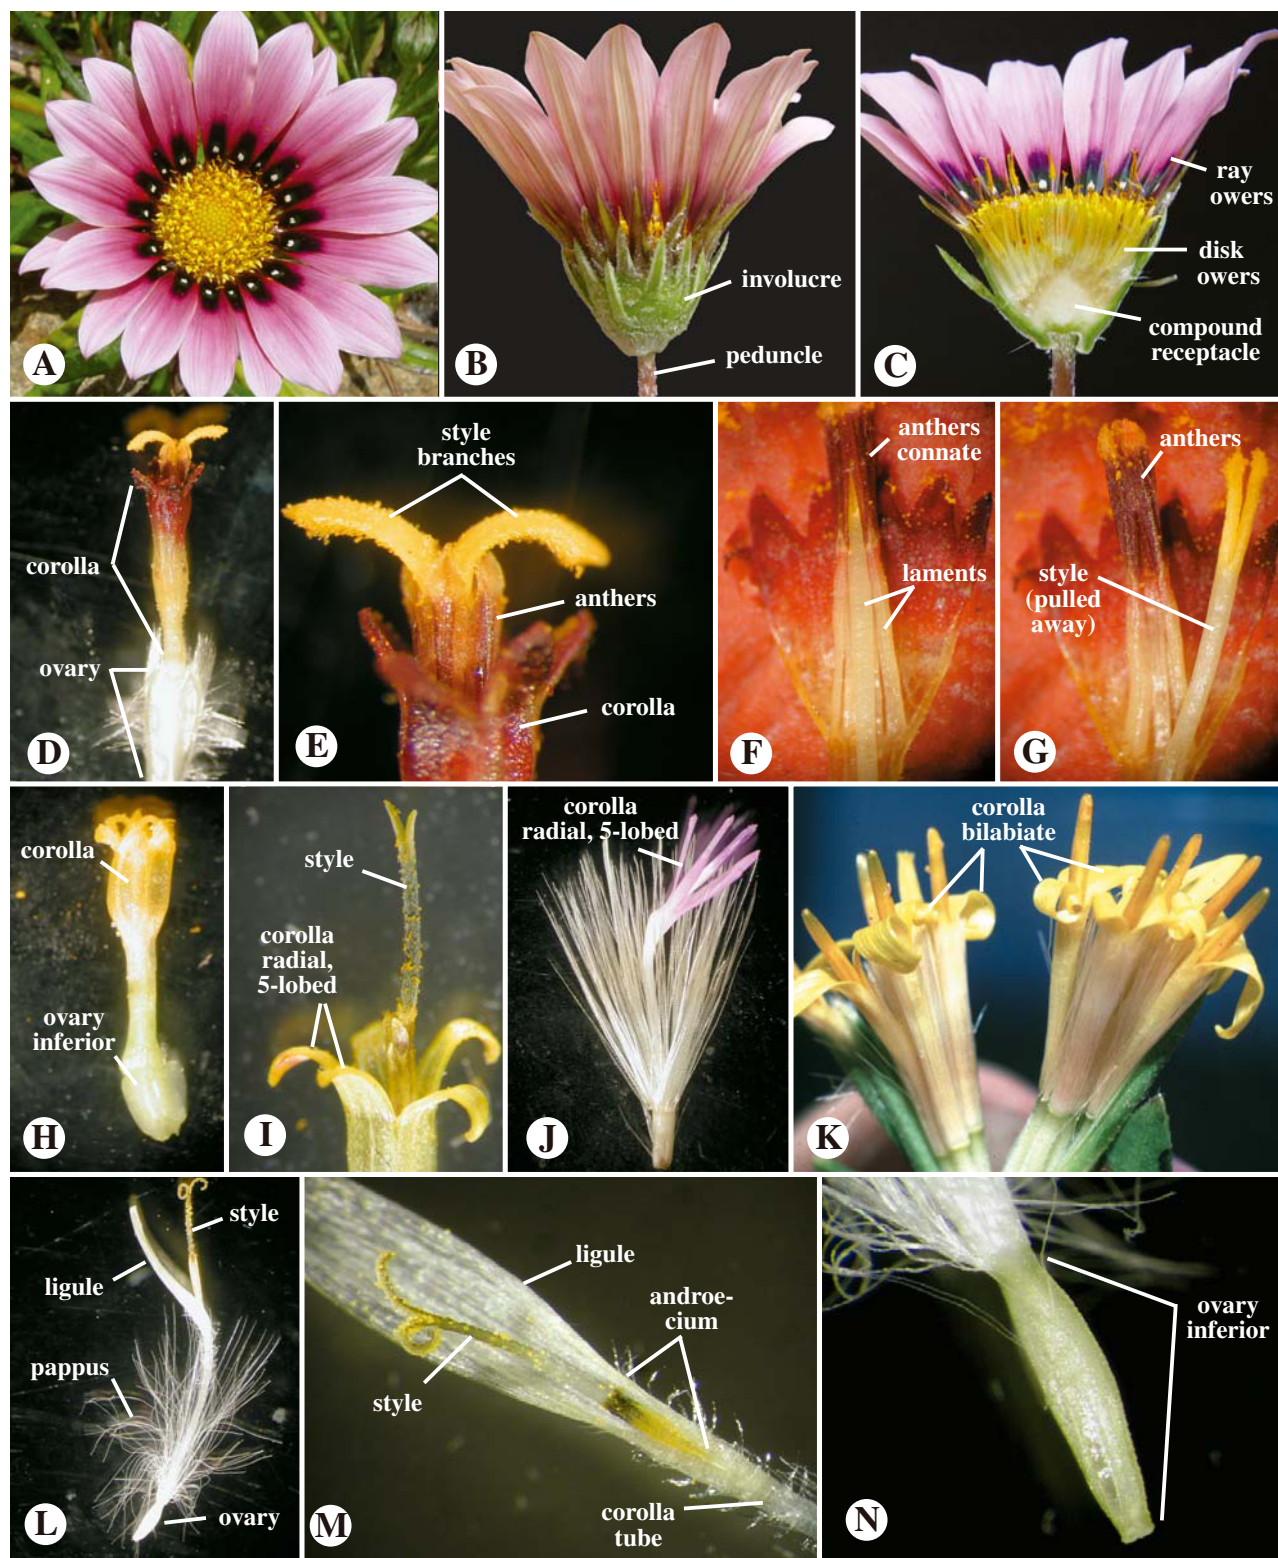 A
involucre
peduncle
B
ray
owers
disk
owers
compound
receptacle
C
corolla
ovary
D
style
branches
anthers
corolla
E
anthers
connate
laments
F
anthers
style
(pulled
away)
G
corolla
ovary
inferior
H
style
corolla
radial,
5-lobed
I
corolla
radial, 5-lobed
J
corolla
bilabiate
K
style
ligule
pappus
ovary
L
ligule
androe-
cium
style
corolla
tube
M
ovary
inferior
N